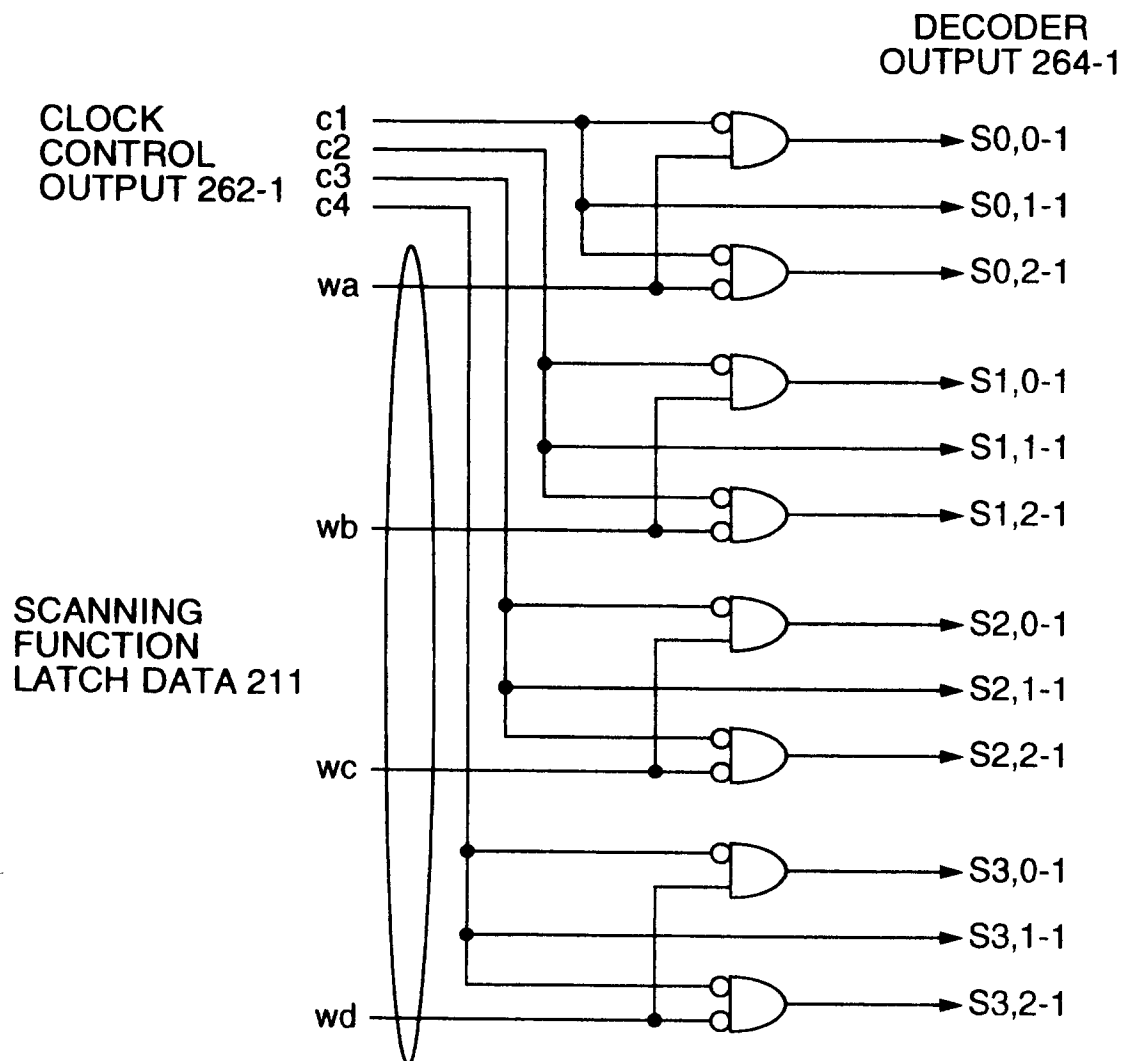 DECODER
OUTPUT 264-1
CLOCK
CONTROL
OUTPUT 262-1
c1
c2
c3
c4
wa
wb
SCANNING
FUNCTION
LATCH DATA 211
wc
wd
S0,0-1
S0,1-1
S0,2-1
S1,0-1
S1,1-1
S1,2-1
S2,0-1
S2,1-1
S2,2-1
S3,0-1
S3,1-1
S3,2-1